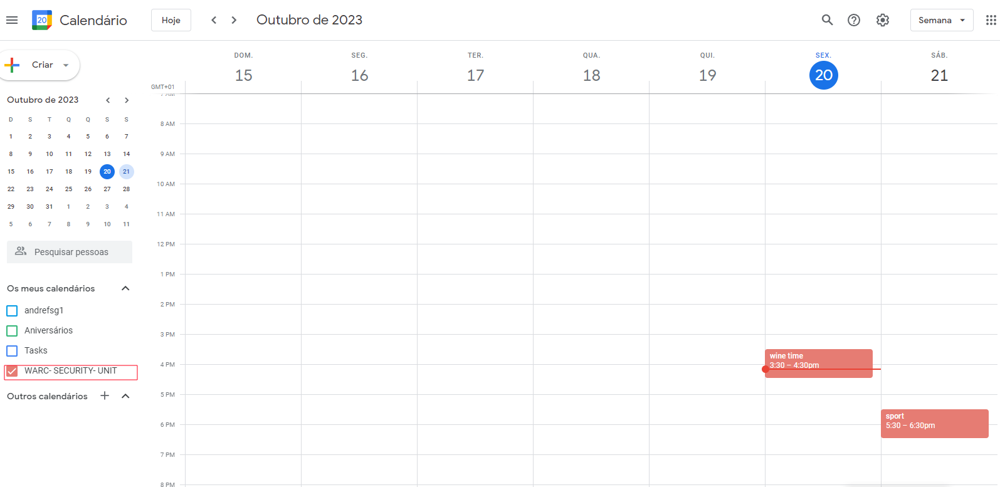 20 Calendário Hoje Outubro de 2023 Semana
Criar
DOM. SEG. TER. QUA. QUI. SEX. SÁB.
15 16 17 18 19 20 21
GMT+01
Outubro de 2023
D S T Q Q S S
1 2 3 4 5 6 7
8 9 10 11 12 13 14
15 16 17 18 19 20 21
22 23 24 25 26 27 28
29 30 31 1 2 3 4
5 6 7 8 9 10 11
Pesquisar pessoas
Os meus calendários
andrefsg1
Aniversários
Tasks
WARC- SECURITY- UNIT
Outros calendários
7 AM
8 AM
9 AM
10 AM
11 AM
12 PM
1 PM
2 PM
3 PM
4 PM
5 PM
6 PM
7 PM
8 PM
wine time
3:30 – 4:30pm
sport
5:30 – 6:30pm